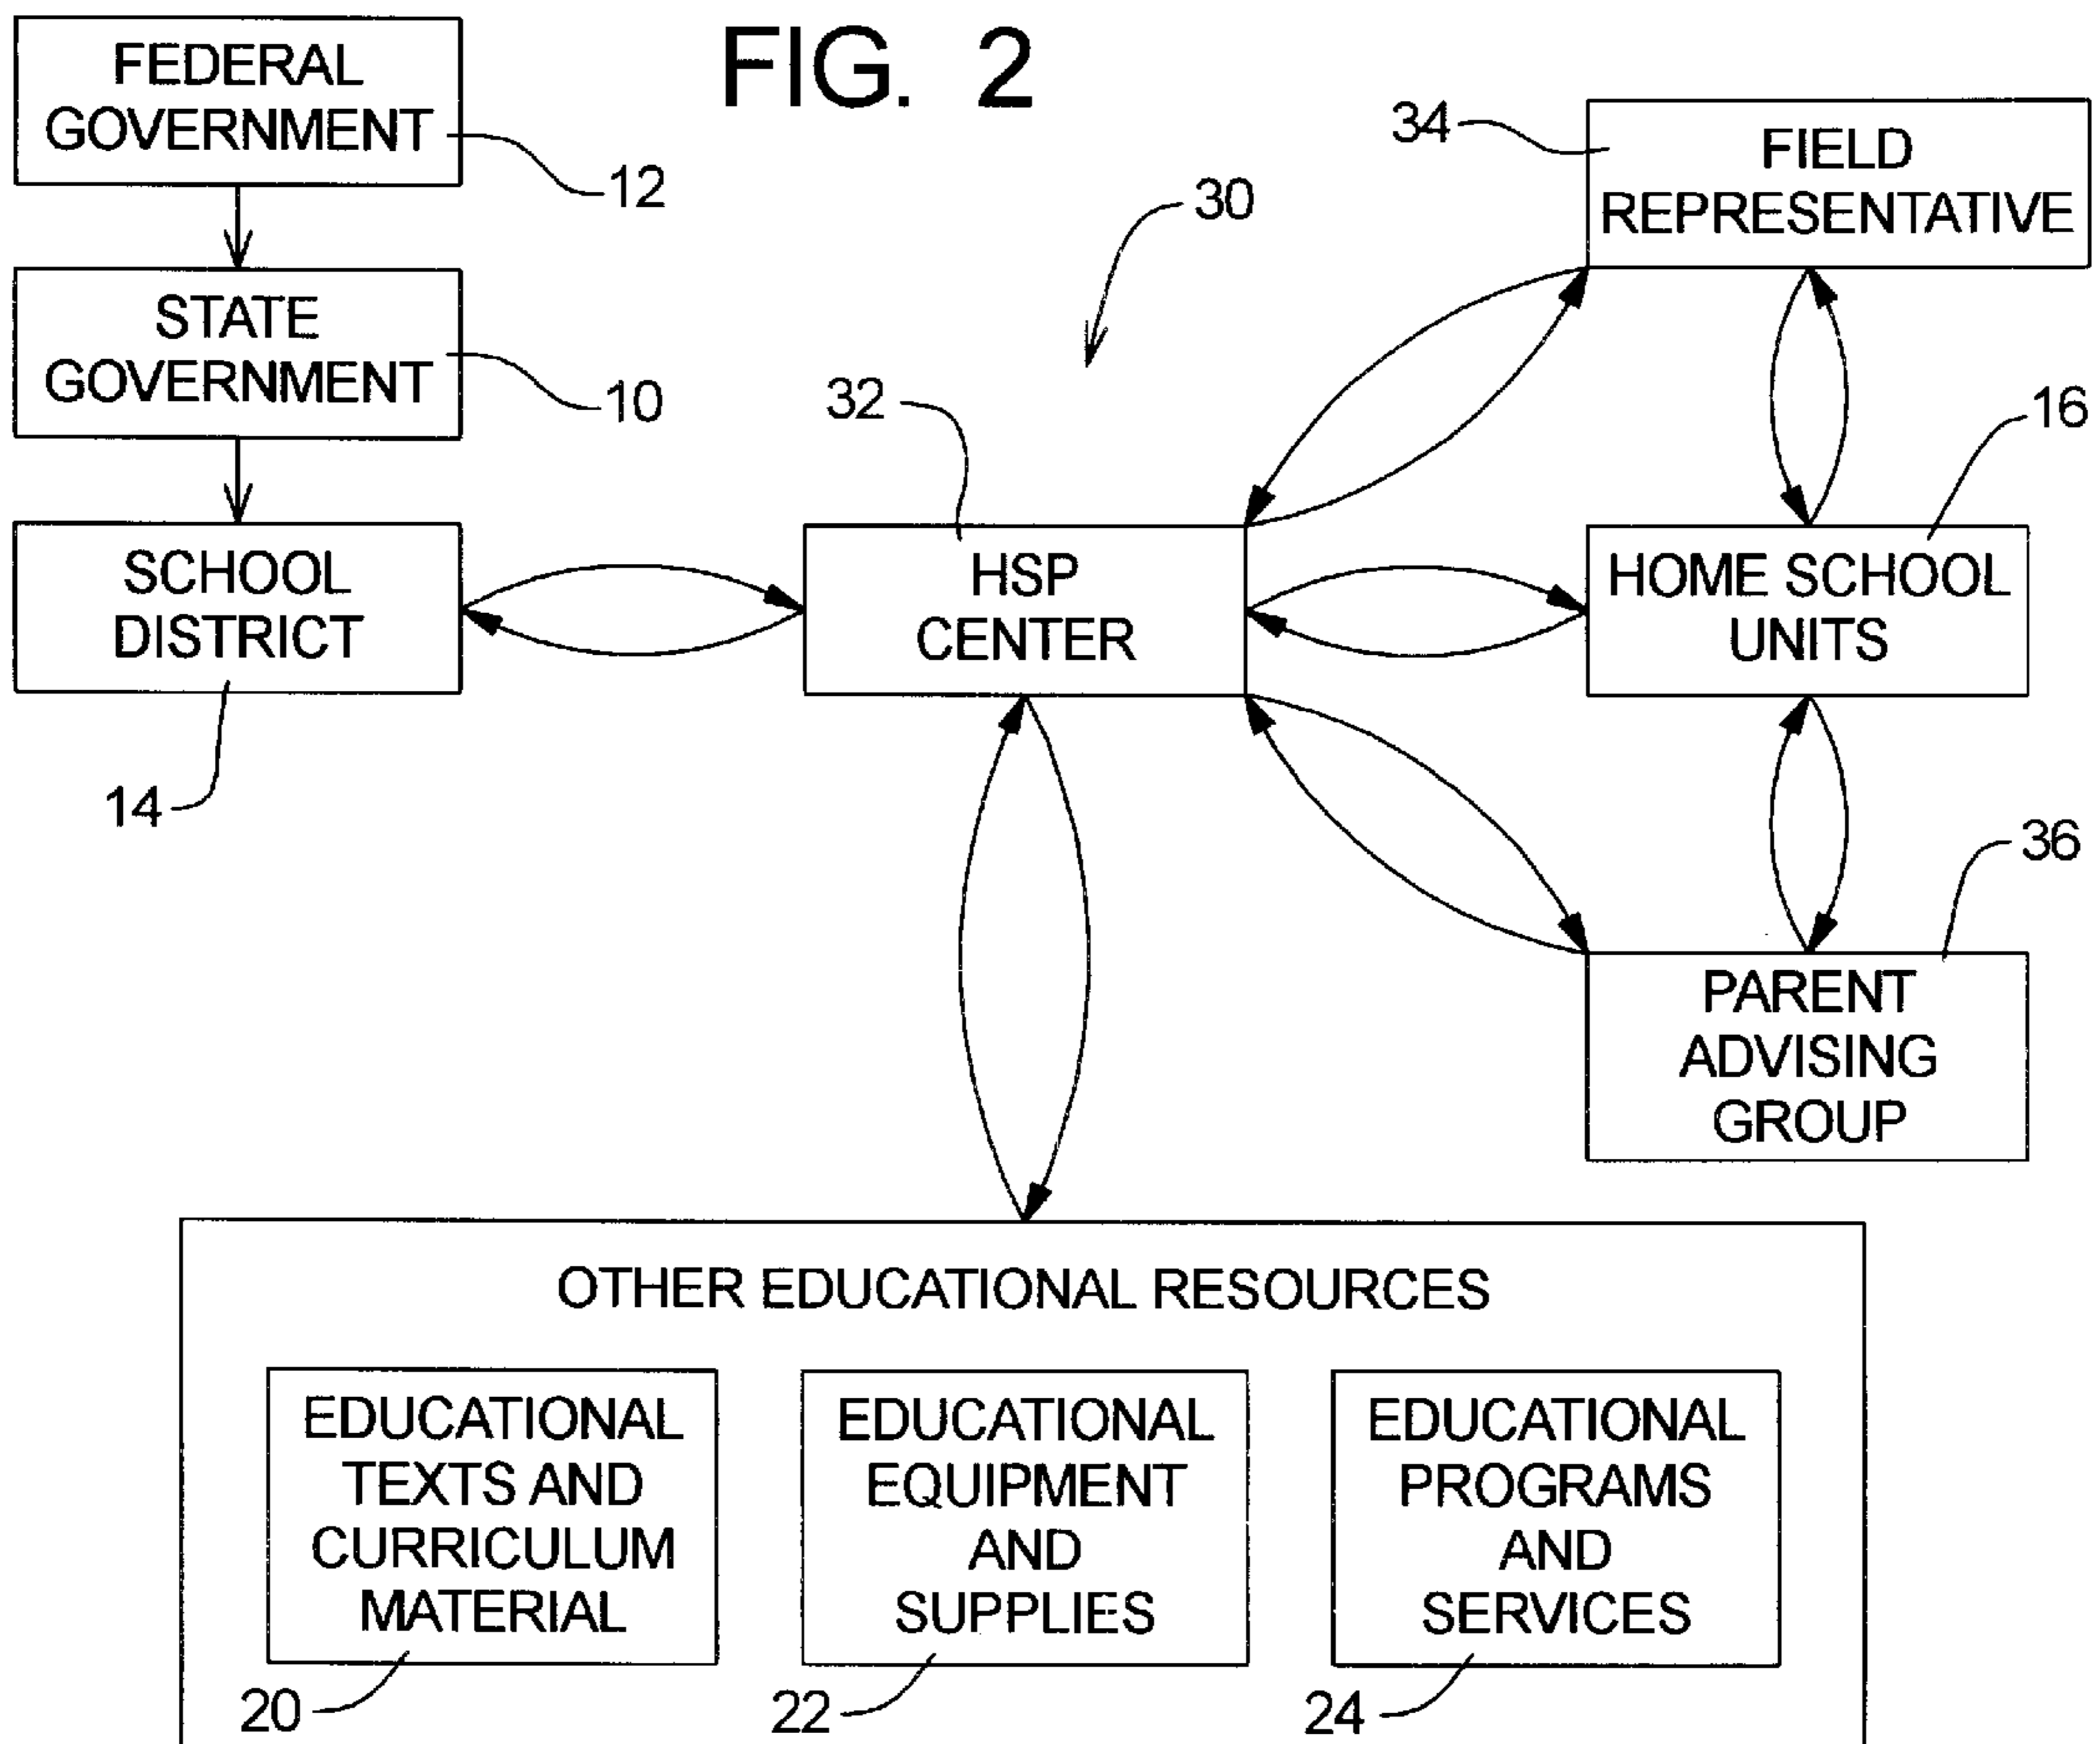 FIG. 2
FEDERAL
GOVERNMENT
12
STATE
GOVERNMENT
10
SCHOOL
DISTRICT
14
30
32
HSP
CENTER
34
FIELD
REPRESENTATIVE
16
HOME SCHOOL
UNITS
36
PARENT
ADVISING
GROUP
OTHER EDUCATIONAL RESOURCES
EDUCATIONAL
TEXTS AND
CURRICULUM
MATERIAL
20
EDUCATIONAL
EQUIPMENT
AND
SUPPLIES
22
EDUCATIONAL
PROGRAMS
AND
SERVICES
24